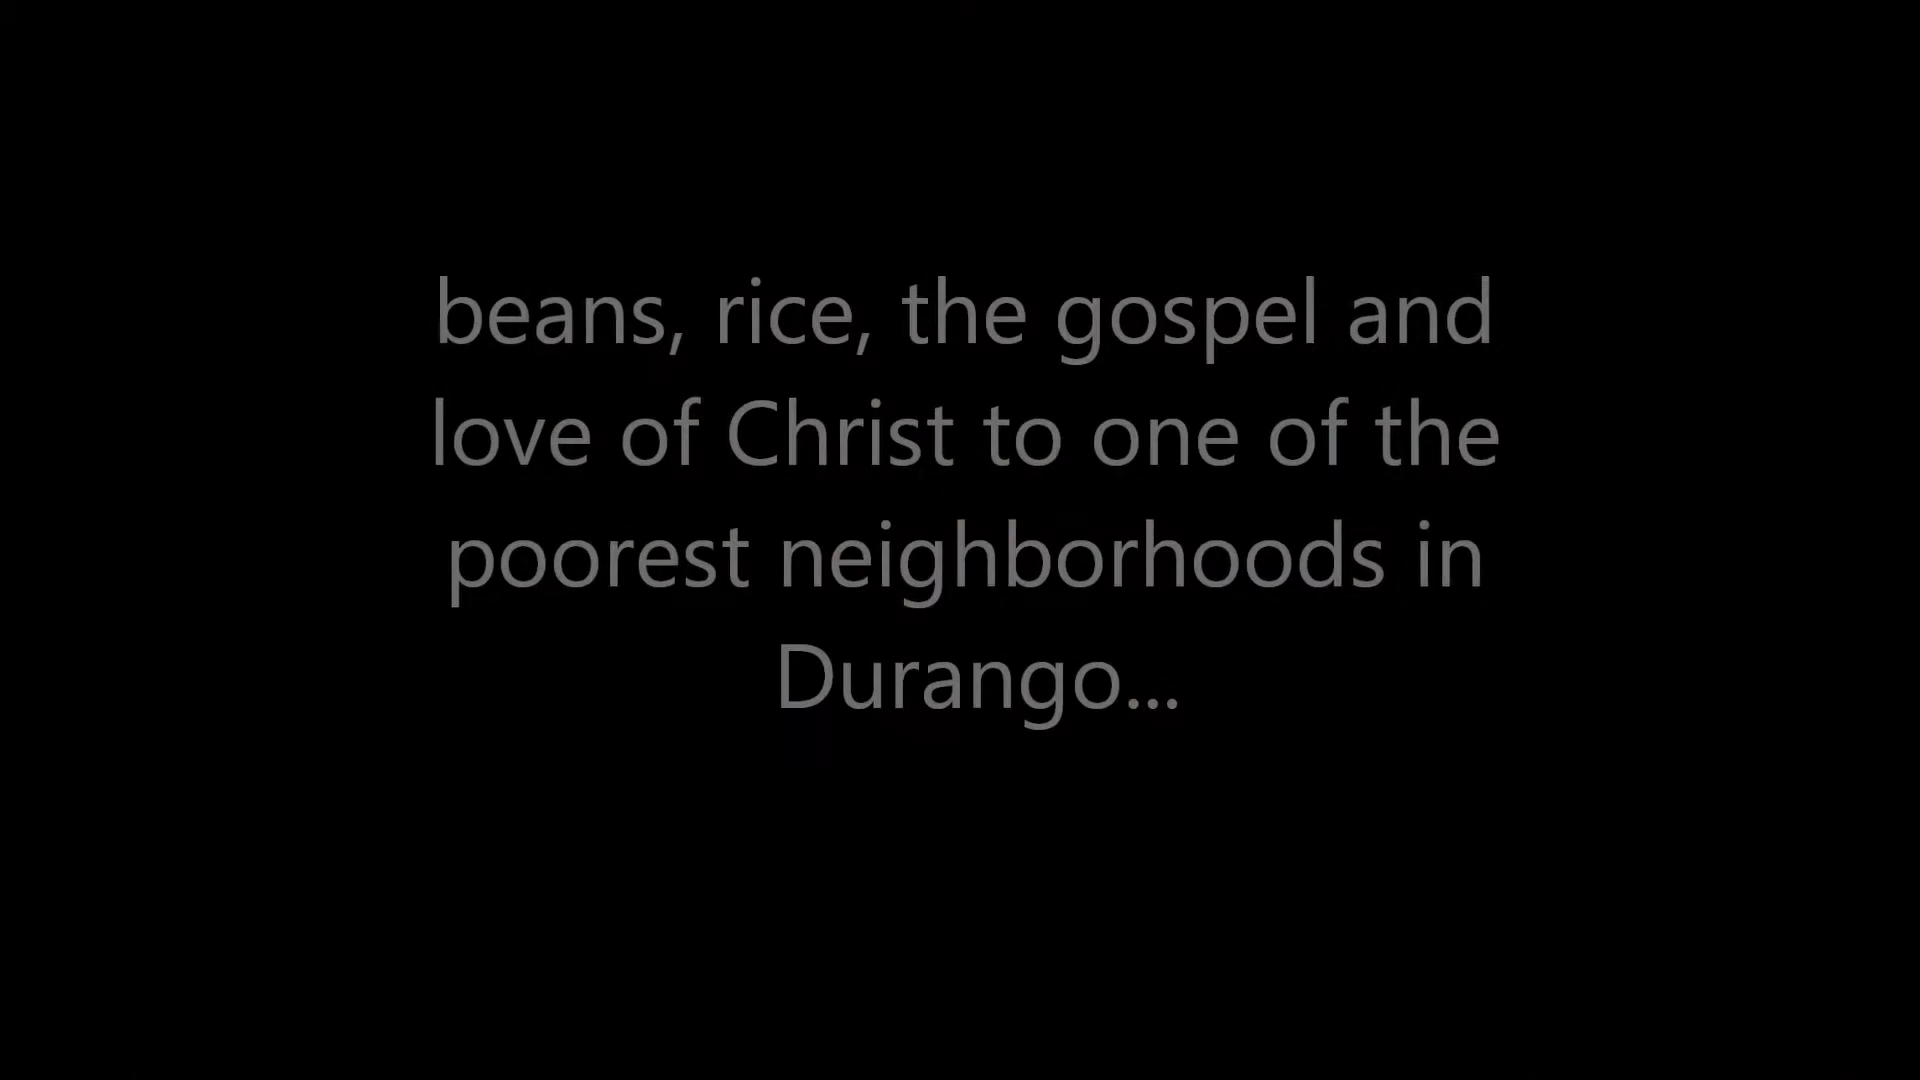 beans, rice, the gospel and
love of Christ to one of the
poorest neighborhoods in
Durango...